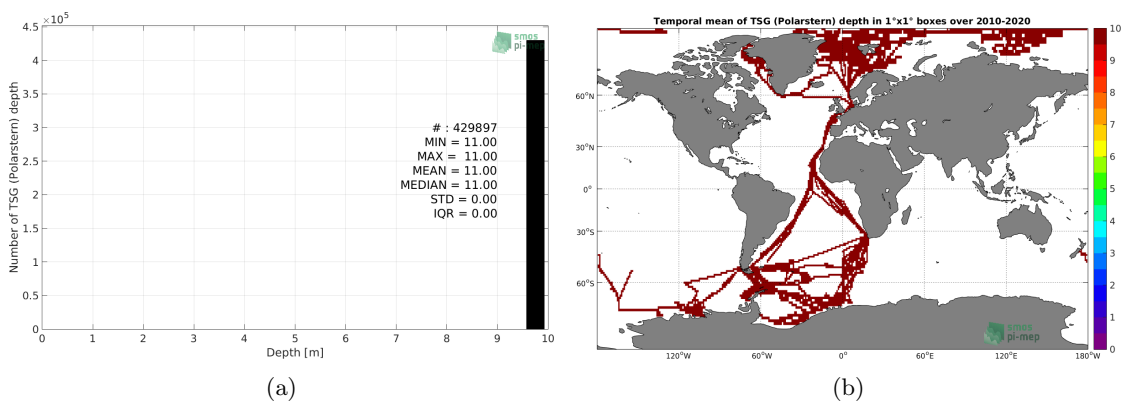 ×10⁵
4.5
4
3.5
3
2.5
2
1.5
1
0.5
0
Number of TSG (Polarstern) depth
smos
pi-mep
# : 429897
MIN = 11.00
MAX = 11.00
MEAN = 11.00
MEDIAN = 11.00
STD = 0.00
IQR = 0.00
0 1 2 3 4 5 6 7 8 9 10
Depth [m]
(a)
Temporal mean of TSG (Polarstern) depth in 1°x1° boxes over 2010-2020
60°N
30°N
0°
30°S
60°S
smos
pi-mep
120°W 60°W 0° 60°E 120°E 180°W
10
9
8
7
6
5
4
3
2
1
0
(b)